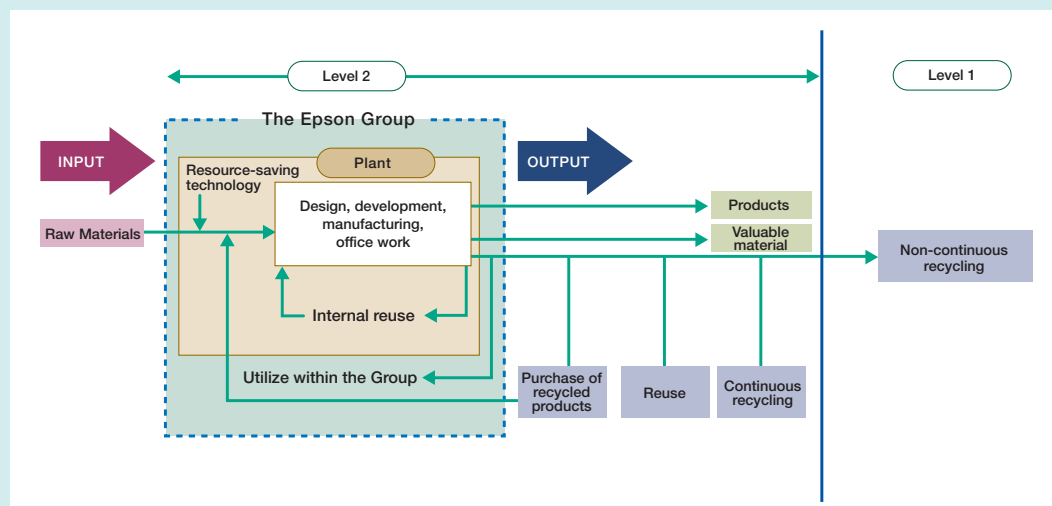 Level 2
Level 1
The Epson Group
INPUT
Plant
OUTPUT
Resource-saving
technology
Raw Materials
Design, development,
manufacturing,
office work
Products
Valuable
material
Non-continuous
recycling
Internal reuse
Utilize within the Group
Purchase of
recycled
products
Reuse
Continuous
recycling